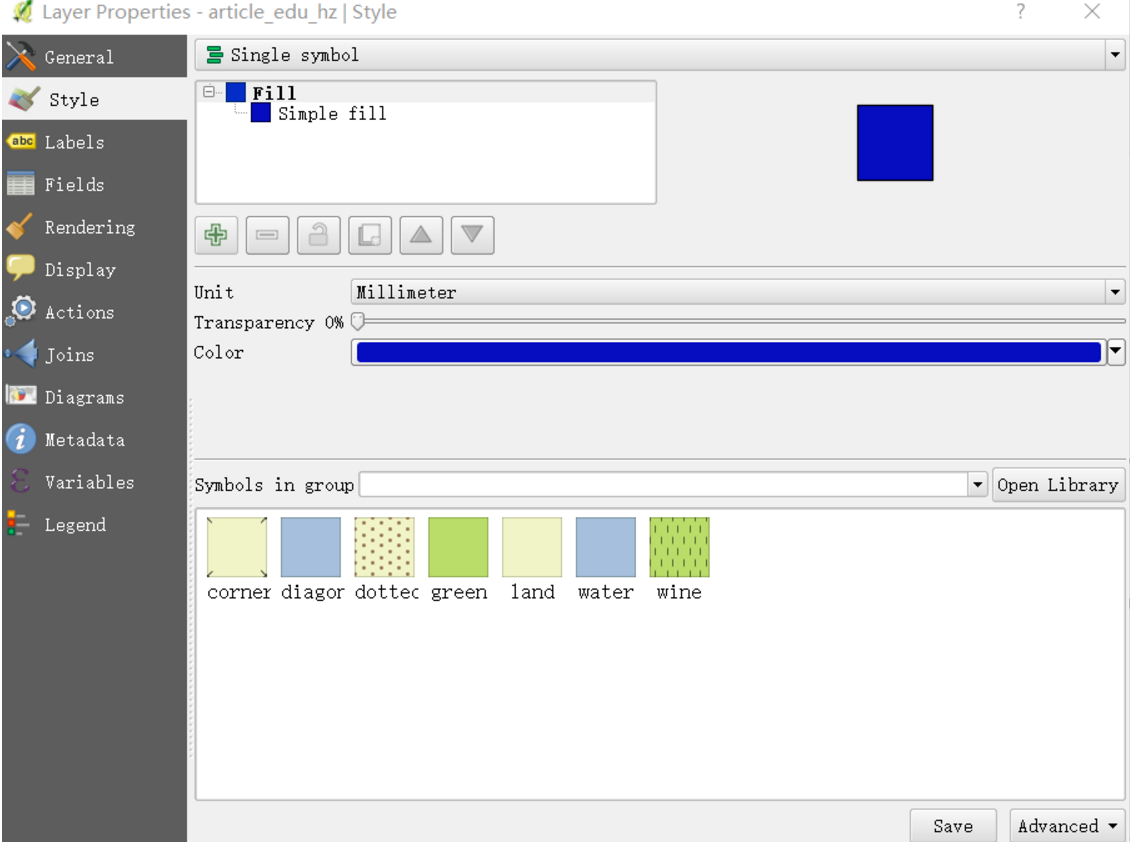 Layer Properties - article_edu_hz | Style
?
General
Style
abc Labels
Fields
Rendering
Display
Actions
Joins
Diagrams
Metadata
Variables
Legend
Single symbol
Fill
Simple fill
Unit Millimeter
Transparency 0%
Color
Symbols in group Open Library
corner diagor dottec green land water wine
Save Advanced